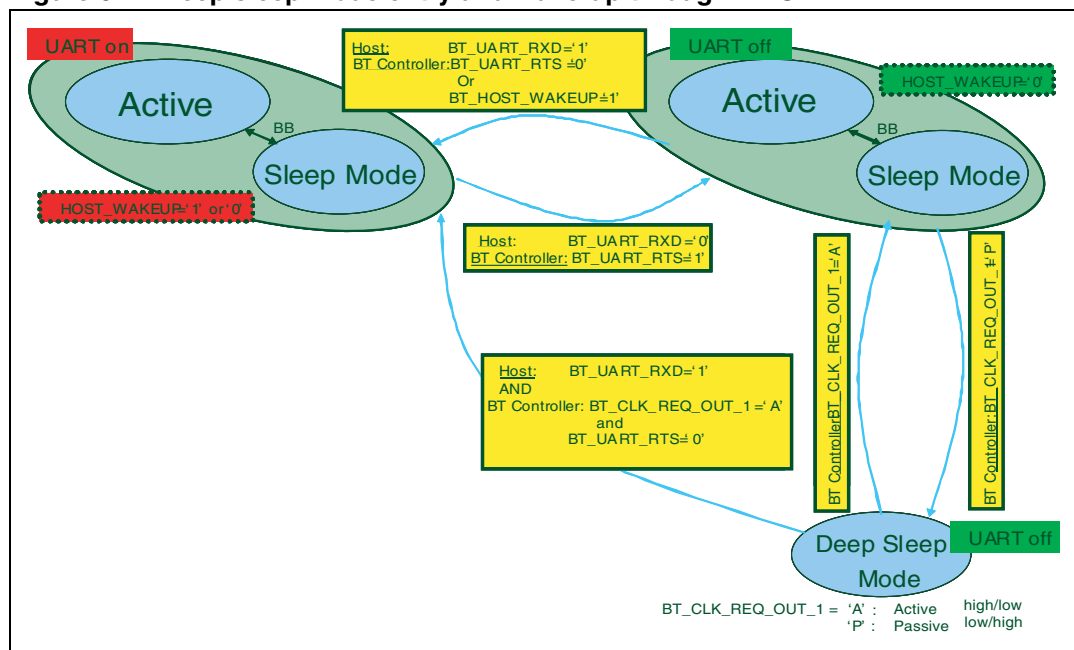 UART on
Active
BB
Sleep Mode
HOST_WAKEUP='1' or '0'
Host: BT_UART_RXD='1'
BT Controller:BT_UART_RTS ='0'
Or
BT_HOST_WAKEUP='1'
UART off
Active
HOST_WAKEUP='0'
BB
Sleep Mode
Host: BT_UART_RXD='0'
BT Controller: BT_UART_RTS='1'
Host: BT_UART_RXD='1'
AND
BT Controller: BT_CLK_REQ_OUT_1 ='A'
and
BT_UART_RTS='0'
BT ControllerBT_CLK_REQ_OUT_1='A'
BT Controller:BT_CLK_REQ_OUT_1='P'
Deep Sleep
Mode
UART off
BT_CLK_REQ_OUT_1 = 'A' : Active high/low
'P' : Passive low/high